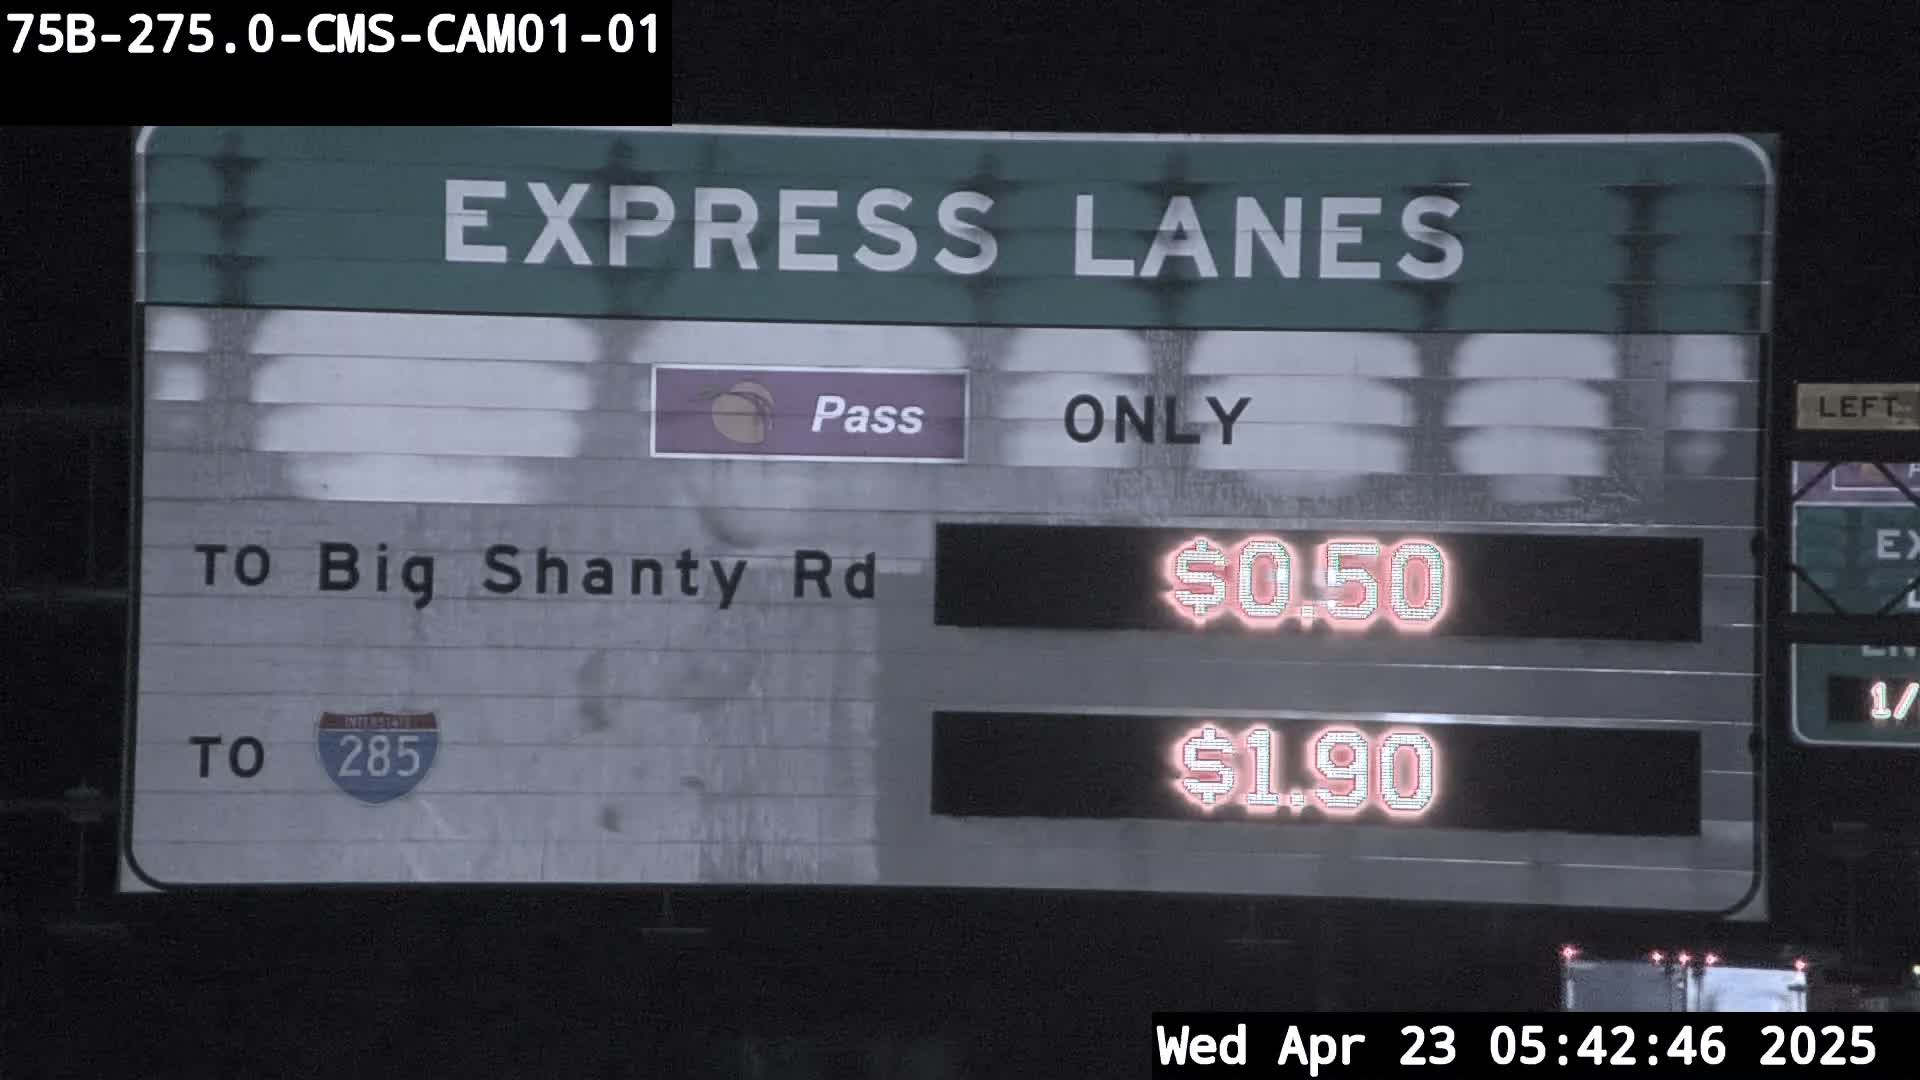 75B-275.0-CMS-CAM01-01
EXPRESS LANES
Pass ONLY
LEFT
TO Big Shanty Rd $0.50
TO INTERSTATE 285 $1.90
1/
Wed Apr 23 05:42:46 2025